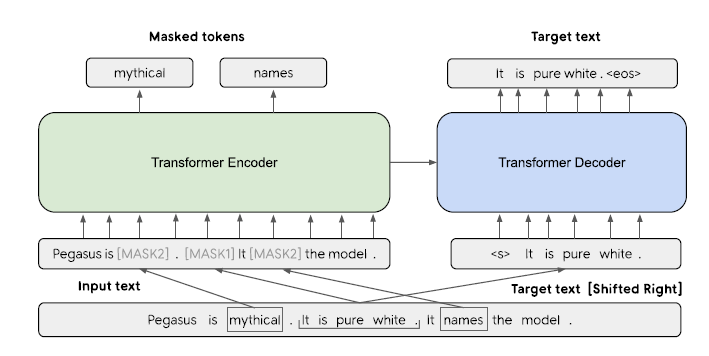 Masked tokens
Target text
mythical
names
It is pure white . <eos>
Transformer Encoder
Transformer Decoder
Pegasus is [MASK2] . [MASK1] It [MASK2] the model .
<s> It is pure white .
Input text
Target text [Shifted Right]
Pegasus is mythical . It is pure white . It names the model .